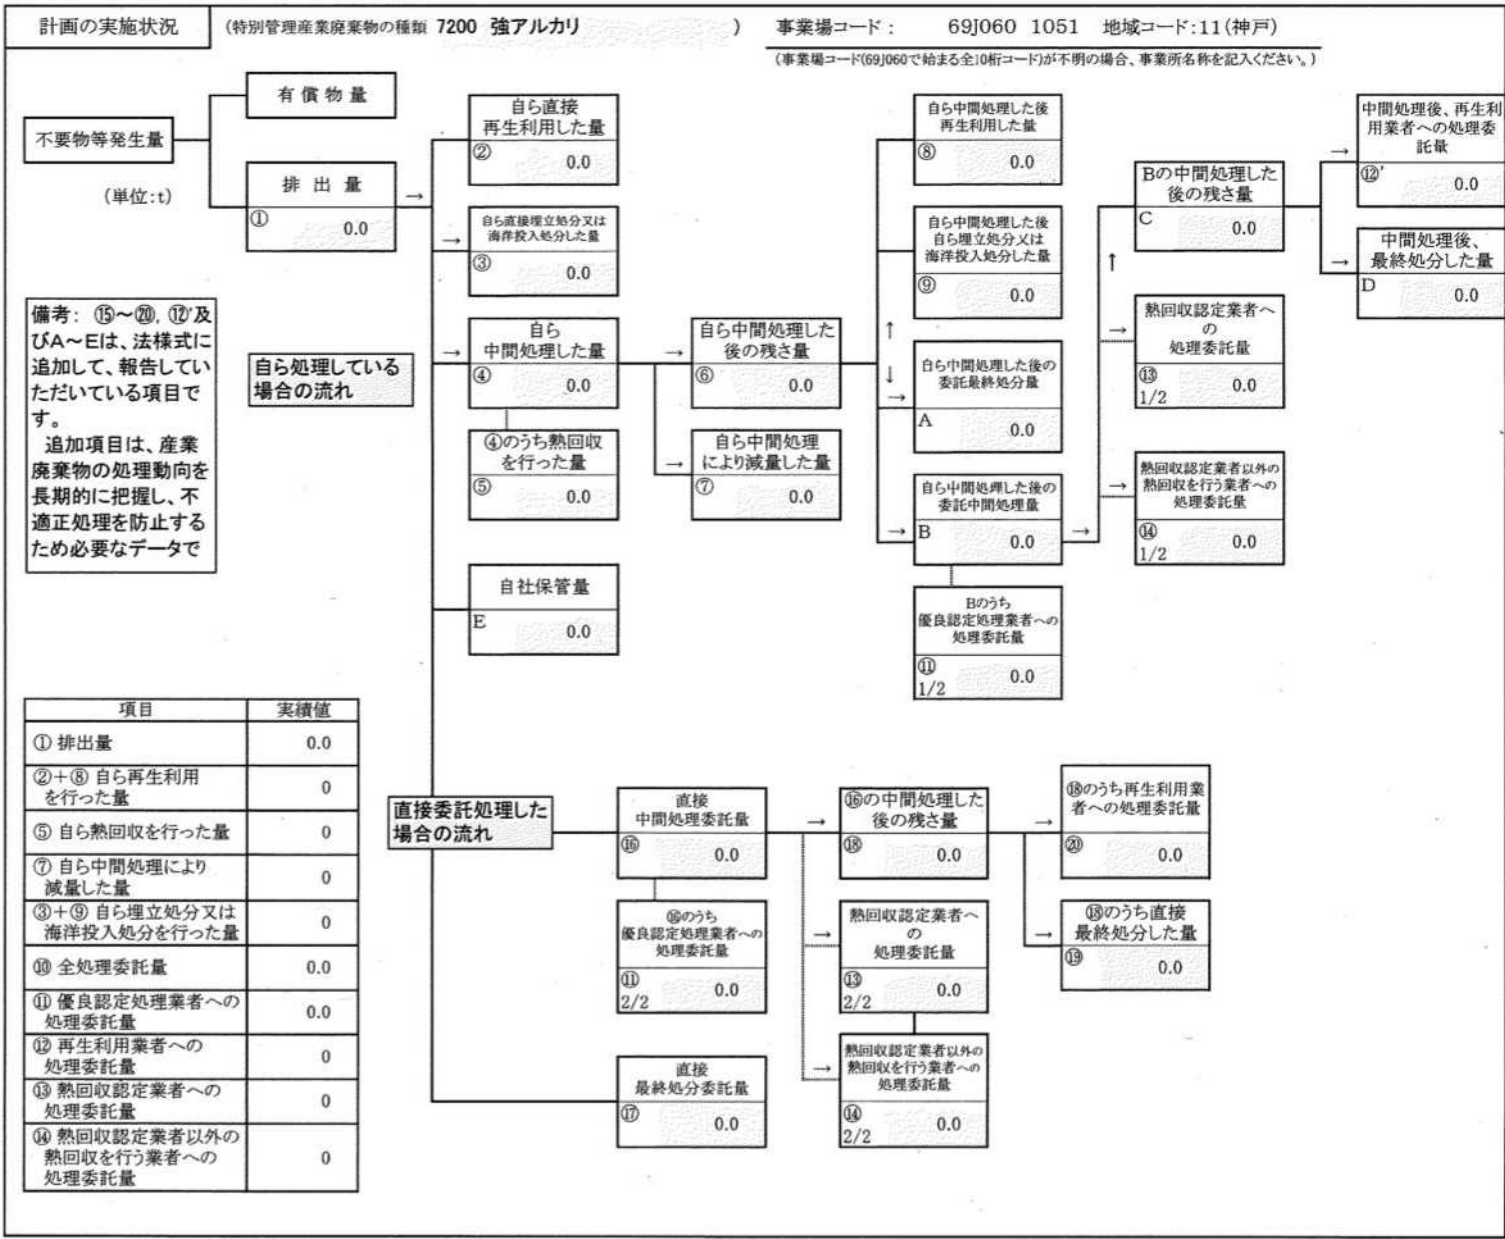 計画の実施状況
(特別管理産業廃棄物の種類 7200 強アルカリ )
事業場コード: 69J060 1051 地域コード:11(神戸)
(事業場コード(69J060で始まる全10桁コード)が不明の場合、事業所名称を記入ください。)
不要物等発生量
(単位:t)
有償物量
排出量
① 0.0
→
自ら直接
再生利用した量
② 0.0
→
自ら直接埋立処分又は
海洋投入処分した量
③ 0.0
→
自ら
中間処理した量
④ 0.0
④のうち熱回収
を行った量
⑤ 0.0
→
自ら中間処理した
後の残さ量
⑥ 0.0
→
自ら中間処理
により減量した量
⑦ 0.0
自社保管量
E 0.0
自ら中間処理した後
再生利用した量
⑧ 0.0
自ら中間処理した後
自ら埋立処分又は
海洋投入処分した量
⑨ 0.0
↑
↓
→
自ら中間処理した後の
委託最終処分量
A 0.0
→
自ら中間処理した後の
委託中間処理量
B 0.0
→
Bのうち
優良認定処理業者への
処理委託量
⑪
1/2 0.0
→
↑
Bの中間処理した
後の残さ量
C 0.0
→
熱回収認定業者へ
の
処理委託量
⑬
1/2 0.0
→
熱回収認定業者以外の
熱回収を行う業者への
処理委託量
⑭
1/2 0.0
→
中間処理後、再生利
用業者への処理委
託量
⑫' 0.0
→
中間処理後、
最終処分した量
D 0.0
備考: ⑮～⑳, ⑫'及
びA～Eは、法様式に
追加して、報告してい
ただいている項目で
す。
追加項目は、産業
廃棄物の処理動向を
長期的に把握し、不
適正処理を防止する
ため必要なデータで
自ら処理している
場合の流れ
項目 実績値
① 排出量 0.0
②+⑧ 自ら再生利用
を行った量 0
⑤ 自ら熱回収を行った量 0
⑦ 自ら中間処理により
減量した量 0
③+⑨ 自ら埋立処分又は
海洋投入処分を行った量 0
⑩ 全処理委託量 0.0
⑪ 優良認定処理業者への
処理委託量 0.0
⑫ 再生利用業者への
処理委託量 0
⑬ 熱回収認定業者への
処理委託量 0
⑭ 熱回収認定業者以外の
熱回収を行う業者への
処理委託量 0
直接委託処理した
場合の流れ
直接
中間処理委託量
⑯ 0.0
⑯のうち
優良認定処理業者への
処理委託量
⑪
2/2 0.0
直接
最終処分委託量
⑰ 0.0
→
⑯の中間処理した
後の残さ量
⑱ 0.0
→
熱回収認定業者へ
の
処理委託量
⑬
2/2 0.0
→
熱回収認定業者以外の
熱回収を行う業者への
処理委託量
⑭
2/2 0.0
→
⑱のうち再生利用業
者への処理委託量
⑳ 0.0
→
⑱のうち直接
最終処分した量
⑲ 0.0